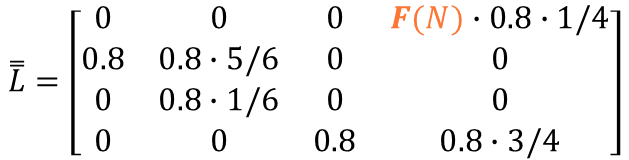 0 0 0 F(N) · 0.8 · 1/4
0.8 0.8 · 5/6 0 0
L̿ =
0 0.8 · 1/6 0 0
0 0 0.8 0.8 · 3/4